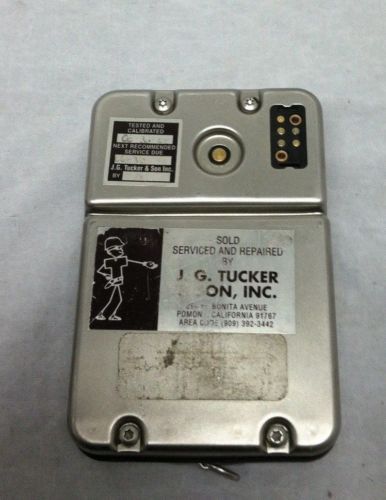 TESTED AND
CALIBRATED
NEXT RECOMMENDED
SERVICE DUE
J.G. Tucker & Son Inc.
BY
SOLD
SERVICED AND REPAIRED
BY
J. G. TUCKER
ON, INC.
BONITA AVENUE
POMON CALIFORNIA 91767
AREA CODE (909) 392-3442